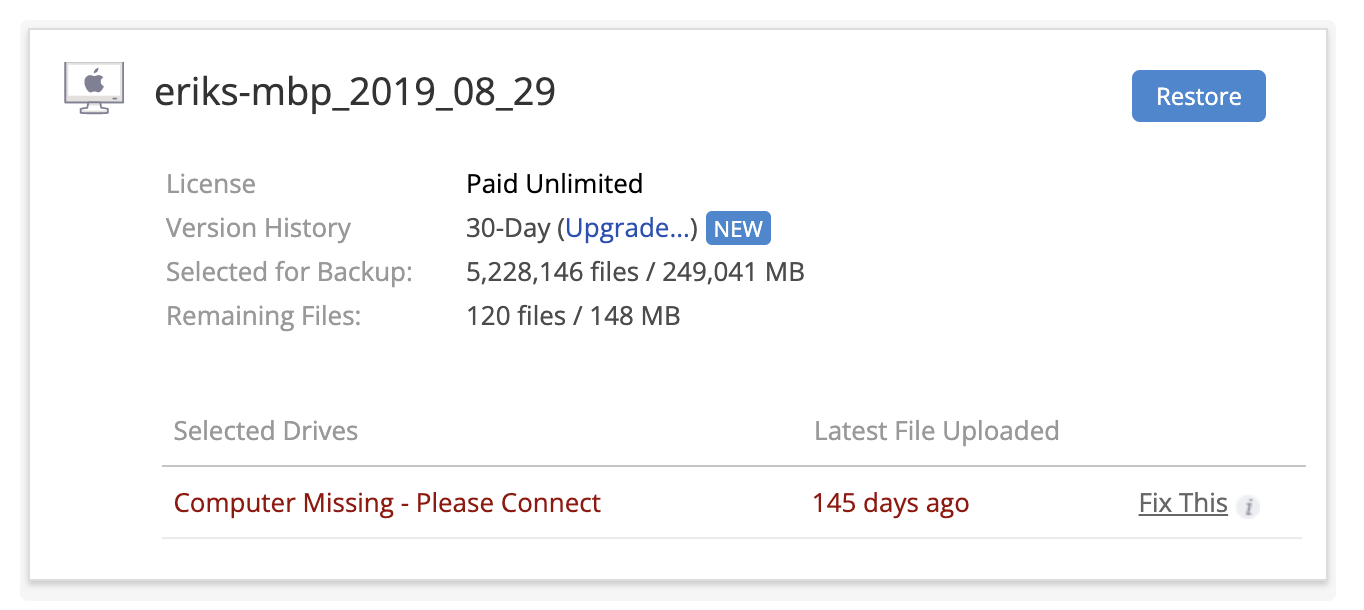 eriks-mbp_2019_08_29
Restore
License Paid Unlimited
Version History 30-Day (Upgrade...) NEW
Selected for Backup: 5,228,146 files / 249,041 MB
Remaining Files: 120 files / 148 MB
Selected Drives Latest File Uploaded
Computer Missing - Please Connect 145 days ago Fix This i